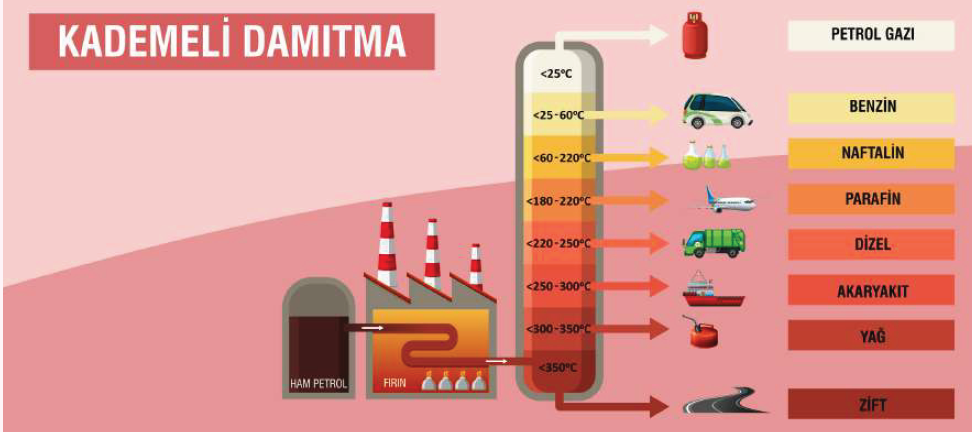 KADEMELİ DAMITMA
<25°C
PETROL GAZI
<25-60°C
BENZİN
<60-220°C
NAFTALİN
<180-220°C
PARAFİN
<220-250°C
DİZEL
<250-300°C
AKARYAKIT
<300-350°C
YAĞ
<350°C
HAM PETROL
FIRIN
ZİFT